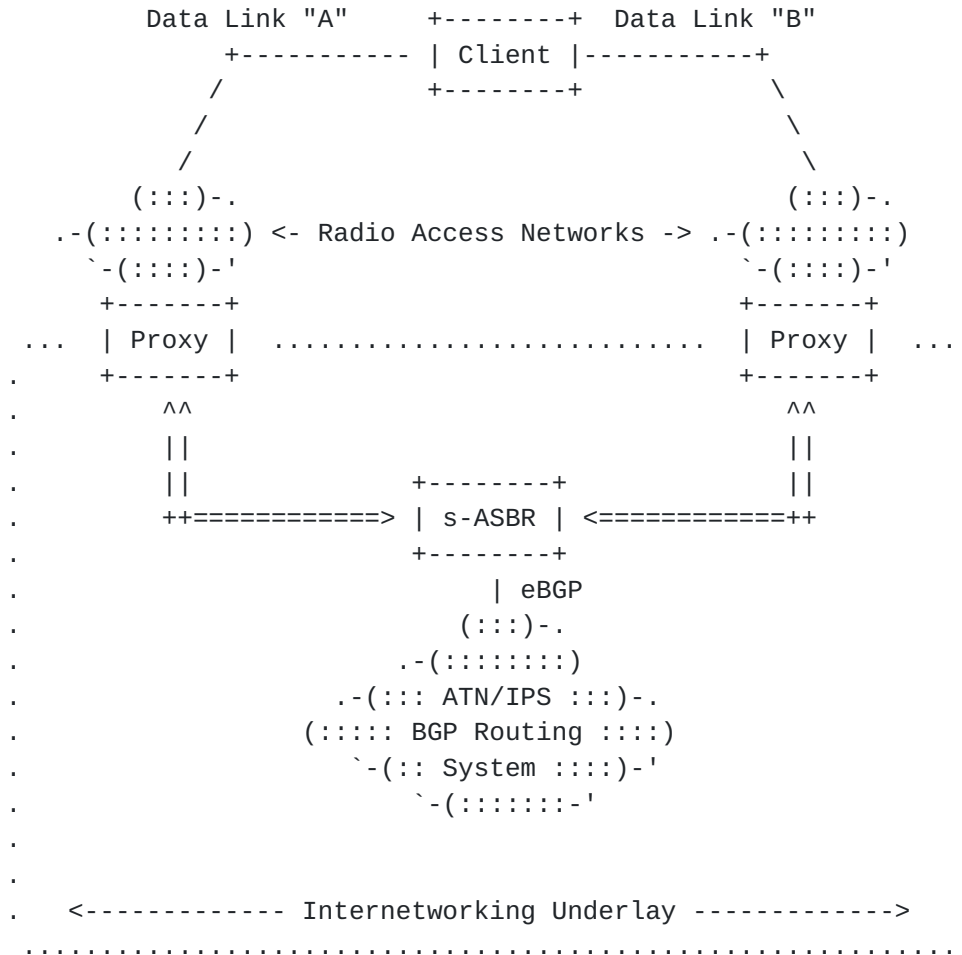 Data Link "A"     +--------+  Data Link "B"
+----------- | Client |-----------+
/             +--------+            \
/                                     \
/                                       \
(:::)-.                                   (:::)-.
.-(:::::::::) <- Radio Access Networks -> .-(:::::::::)
`-(::::)-'                                `-(::::)-'
+-------+                                +-------+
...  | Proxy |  ............................  | Proxy |  ...
.     +-------+                                +-------+
.         ^^                                      ^^
.         ||                                      ||
.         ||              +--------+              ||
.         ++============> | s-ASBR | <============++
.                         +--------+
.                              | eBGP
.                            (:::)-.
.                        .-(::::::::)
.                    .-(::: ATN/IPS :::)-.
.                  (::::: BGP Routing ::::)
.                     `-(:: System ::::)-'
.                         `-(:::::::-'
.
.
.   <------------- Internetworking Underlay ------------->
............................................................